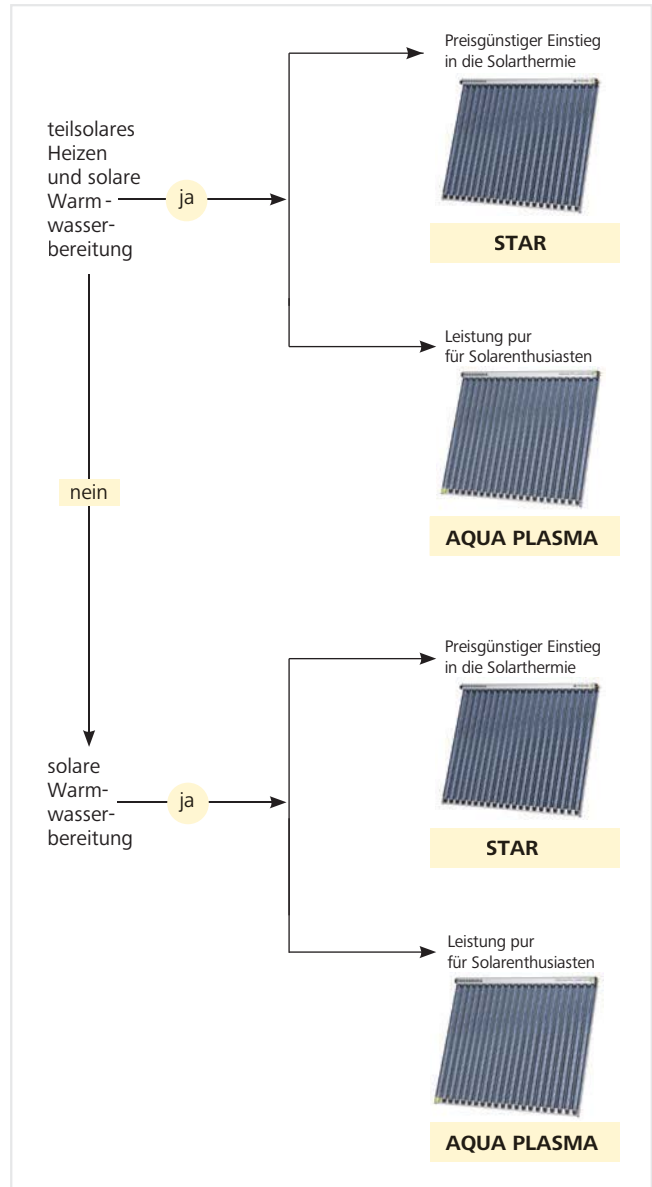 Preisgünstiger Einstieg
in die Solarthermie
teilsolares
Heizen
und solare
Warm-
wasser-
bereitung
ja
STAR
Leistung pur
für Solarenthusiasten
AQUA PLASMA
nein
Preisgünstiger Einstieg
in die Solarthermie
solare
Warm-
wasser-
bereitung
ja
STAR
Leistung pur
für Solarenthusiasten
AQUA PLASMA